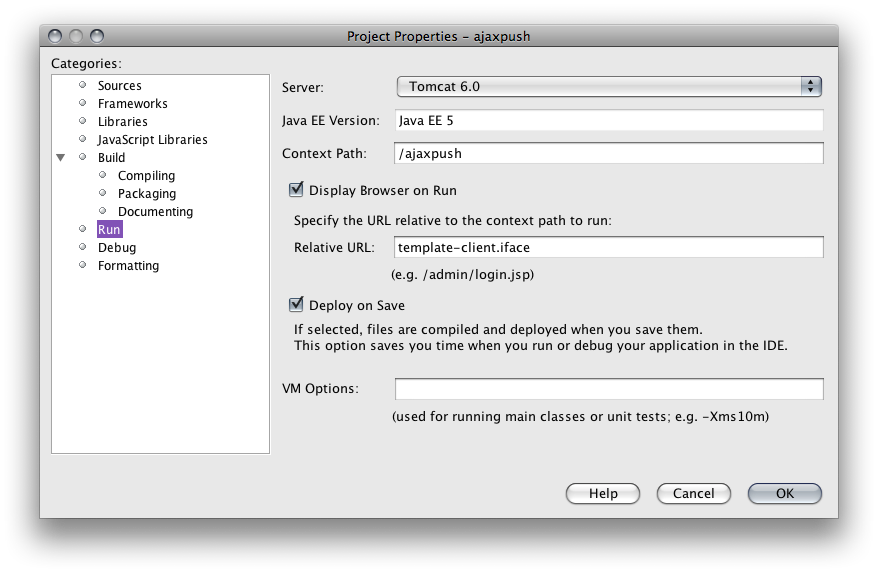 Project Properties – ajaxpush
Categories:
Sources
Frameworks
Libraries
JavaScript Libraries
Build
Compiling
Packaging
Documenting
Run
Debug
Formatting
Server: Tomcat 6.0
Java EE Version: Java EE 5
Context Path: /ajaxpush
Display Browser on Run
Specify the URL relative to the context path to run:
Relative URL: template-client.iface
(e.g. /admin/login.jsp)
Deploy on Save
If selected, files are compiled and deployed when you save them.
This option saves you time when you run or debug your application in the IDE.
VM Options:
(used for running main classes or unit tests; e.g. -Xms10m)
Help Cancel OK